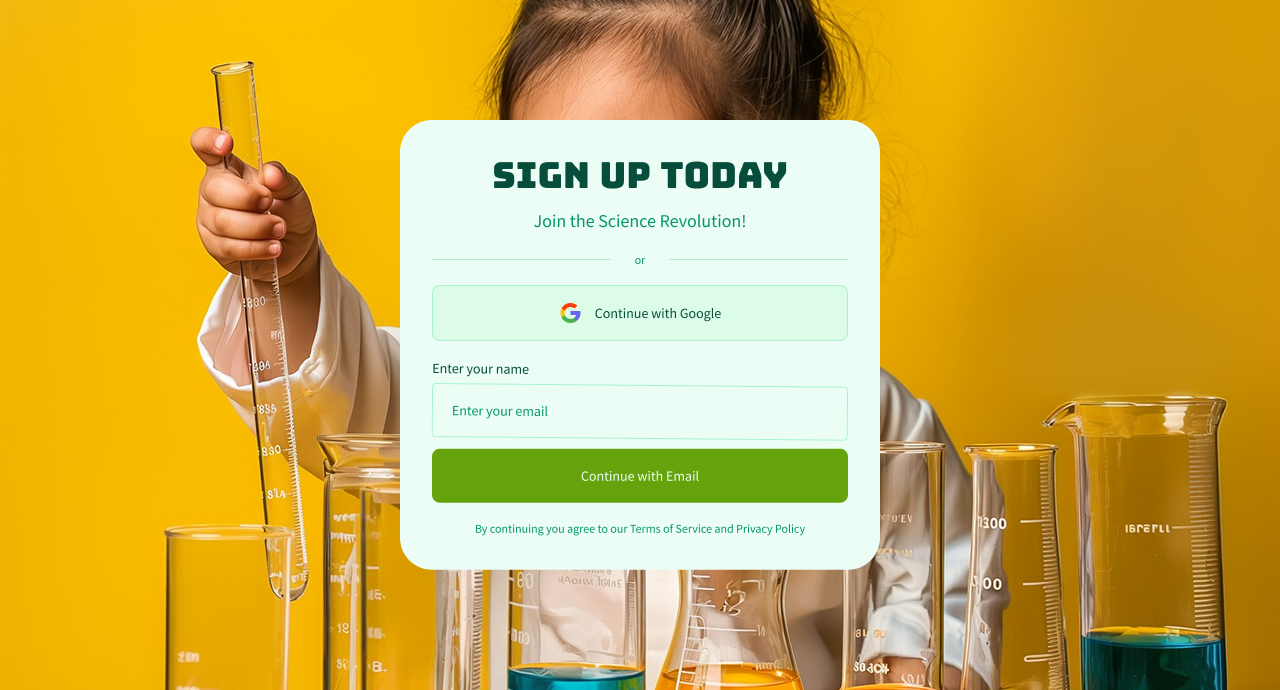 SIGN UP TODAY
Join the Science Revolution!
or
Continue with Google
Enter your name
Enter your email
Continue with Email
By continuing you agree to our Terms of Service and Privacy Policy